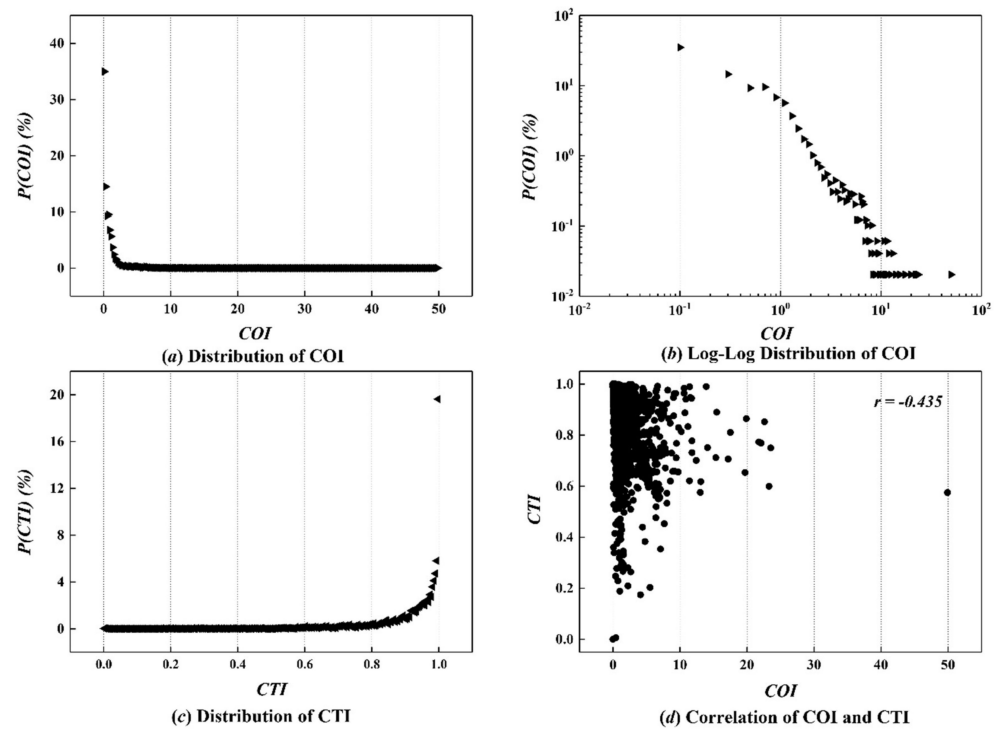 P(COI) (%)
40
30
20
10
0
0 10 20 30 40 50
COI
(a) Distribution of COI
P(COI) (%)
10²
10¹
10⁰
10⁻¹
10⁻²
10⁻² 10⁻¹ 10⁰ 10¹ 10²
COI
(b) Log-Log Distribution of COI
P(CTI) (%)
20
16
12
8
4
0
0.0 0.2 0.4 0.6 0.8 1.0
CTI
(c) Distribution of CTI
CTI
1.0
0.8
0.6
0.4
0.2
0.0
r = -0.435
0 10 20 30 40 50
COI
(d) Correlation of COI and CTI